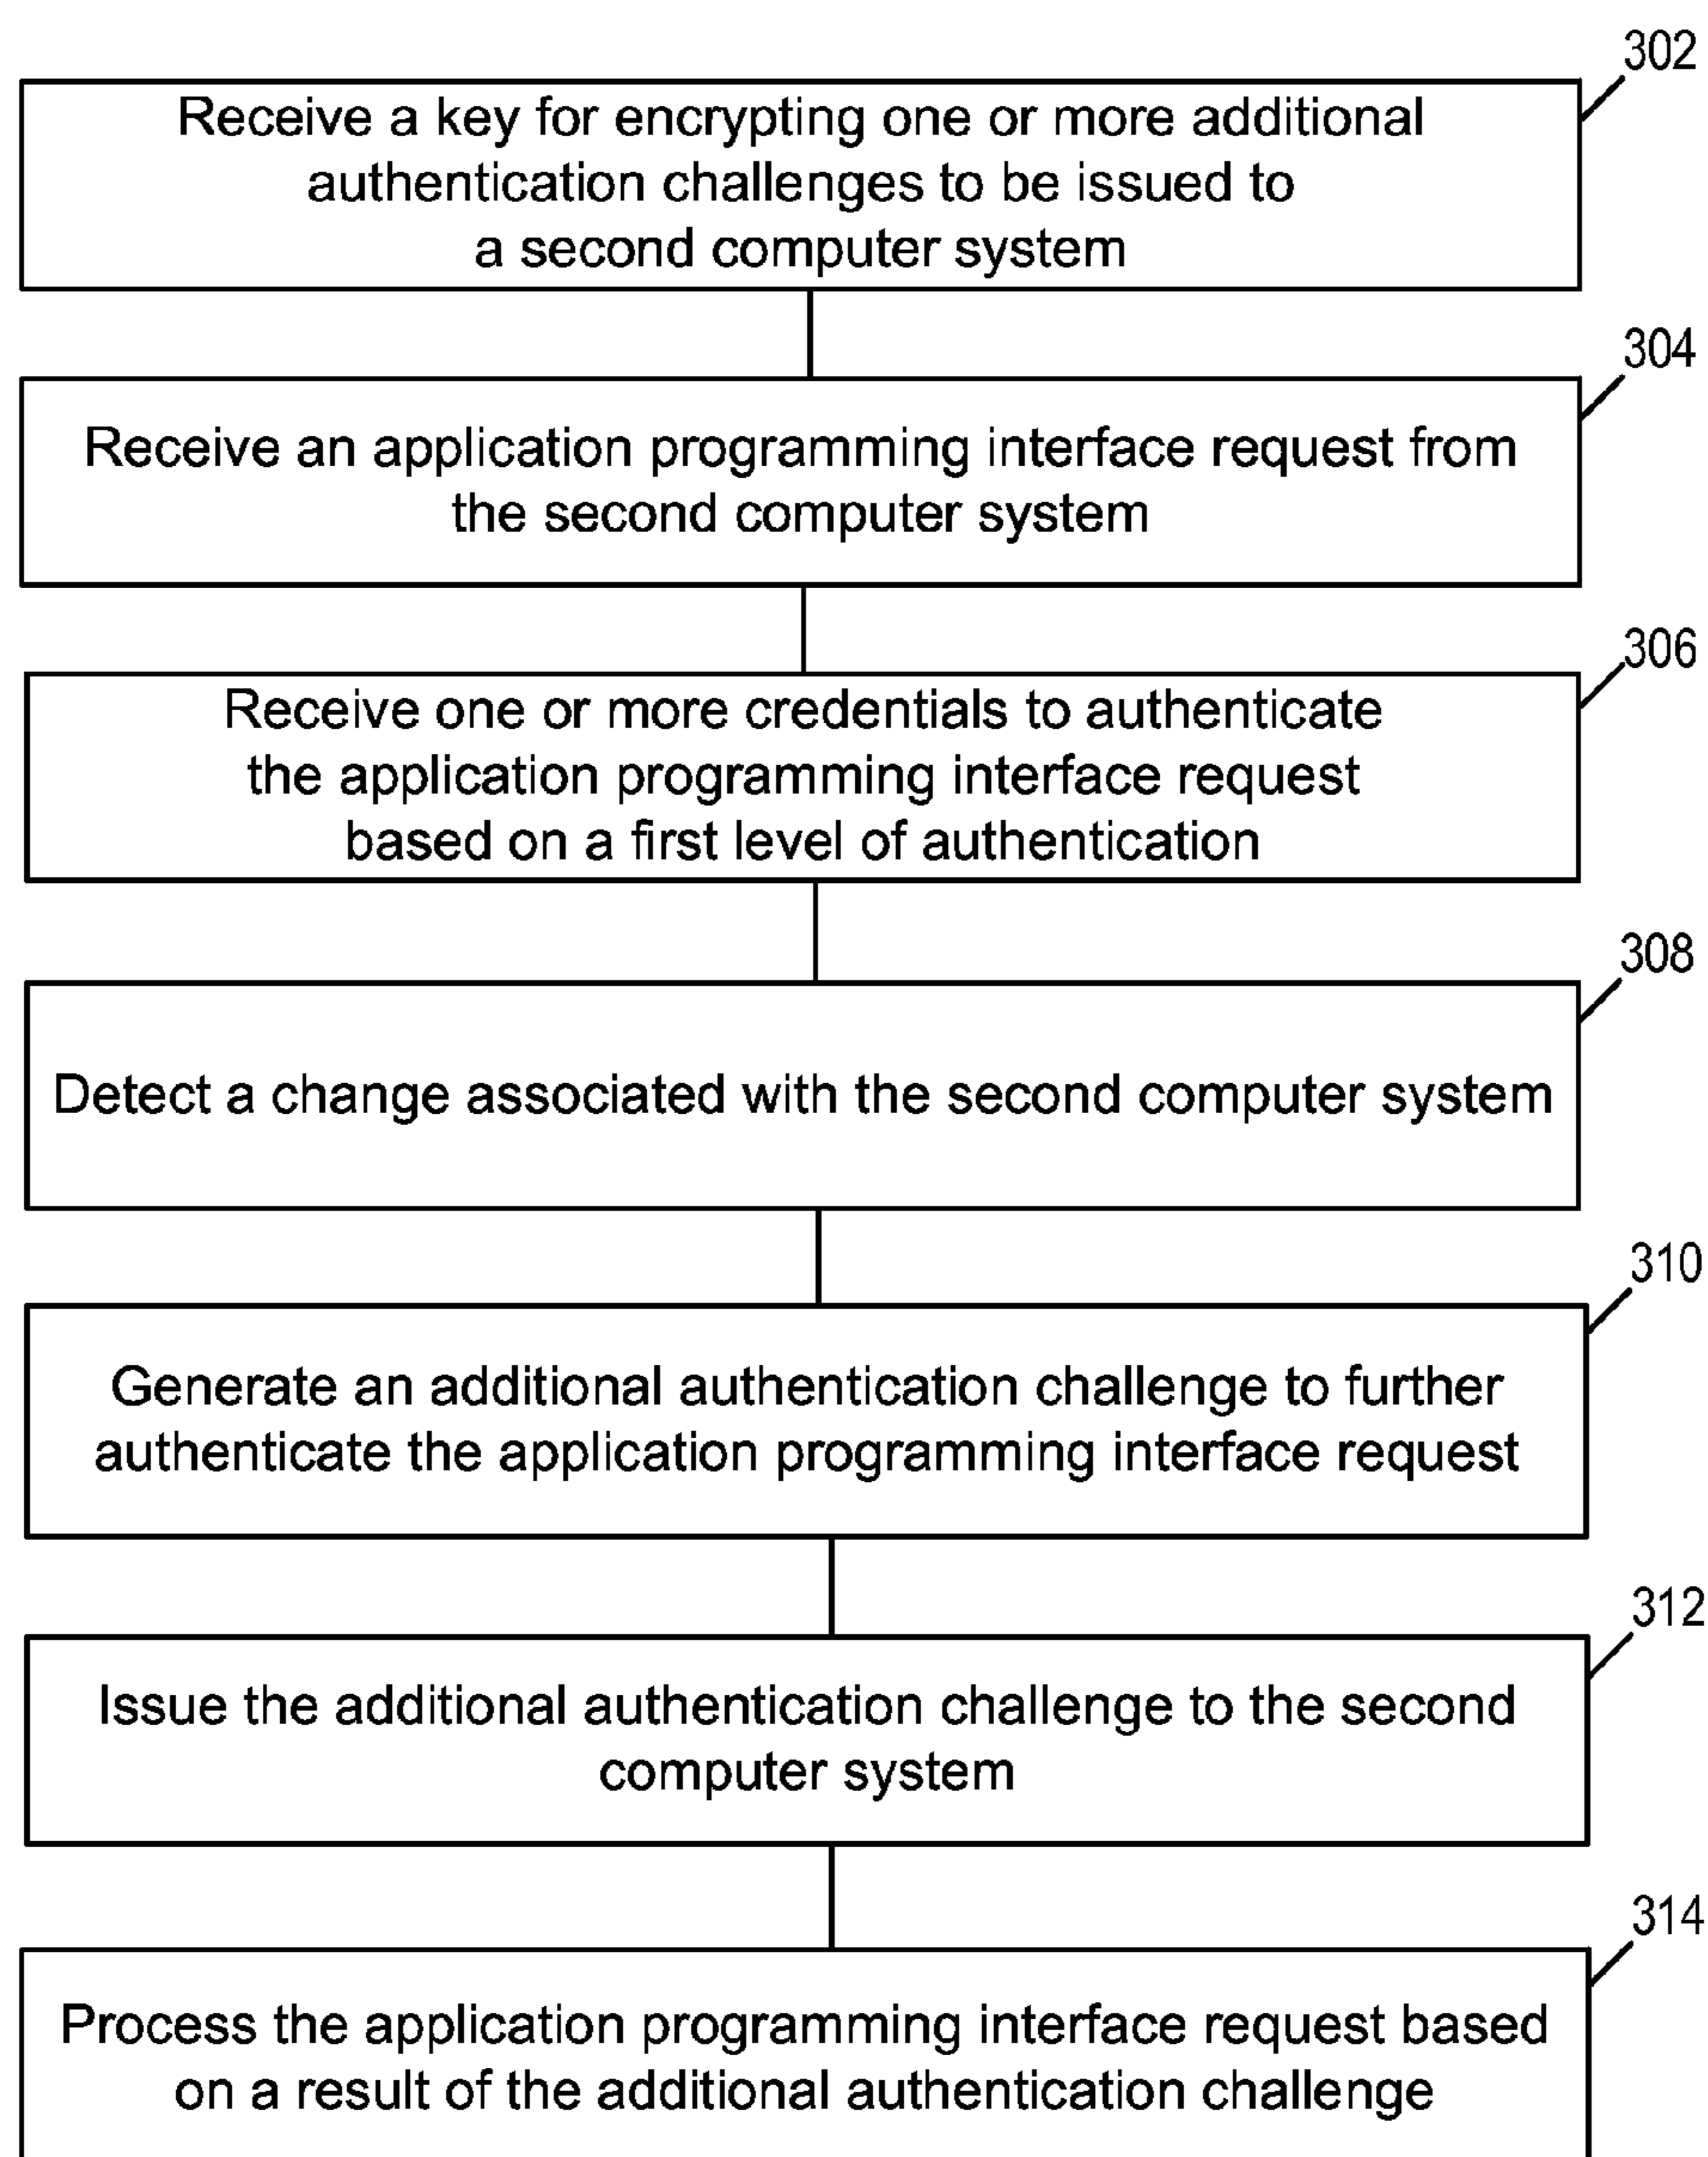 302
Receive a key for encrypting one or more additional
authentication challenges to be issued to
a second computer system
304
Receive an application programming interface request from
the second computer system
306
Receive one or more credentials to authenticate
the application programming interface request
based on a first level of authentication
308
Detect a change associated with the second computer system
310
Generate an additional authentication challenge to further
authenticate the application programming interface request
312
Issue the additional authentication challenge to the second
computer system
314
Process the application programming interface request based
on a result of the additional authentication challenge